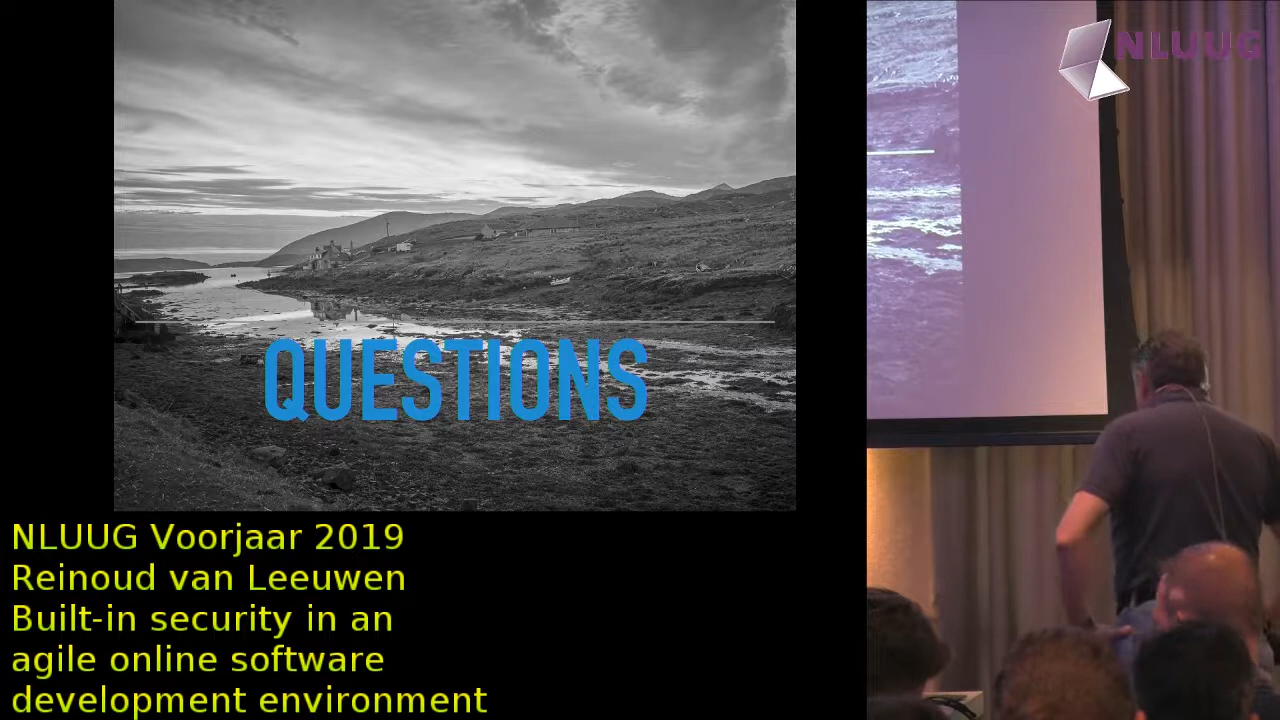 NLUUG
QUESTIONS
NLUUG Voorjaar 2019
Reinoud van Leeuwen
Built-in security in an
agile online software
development environment